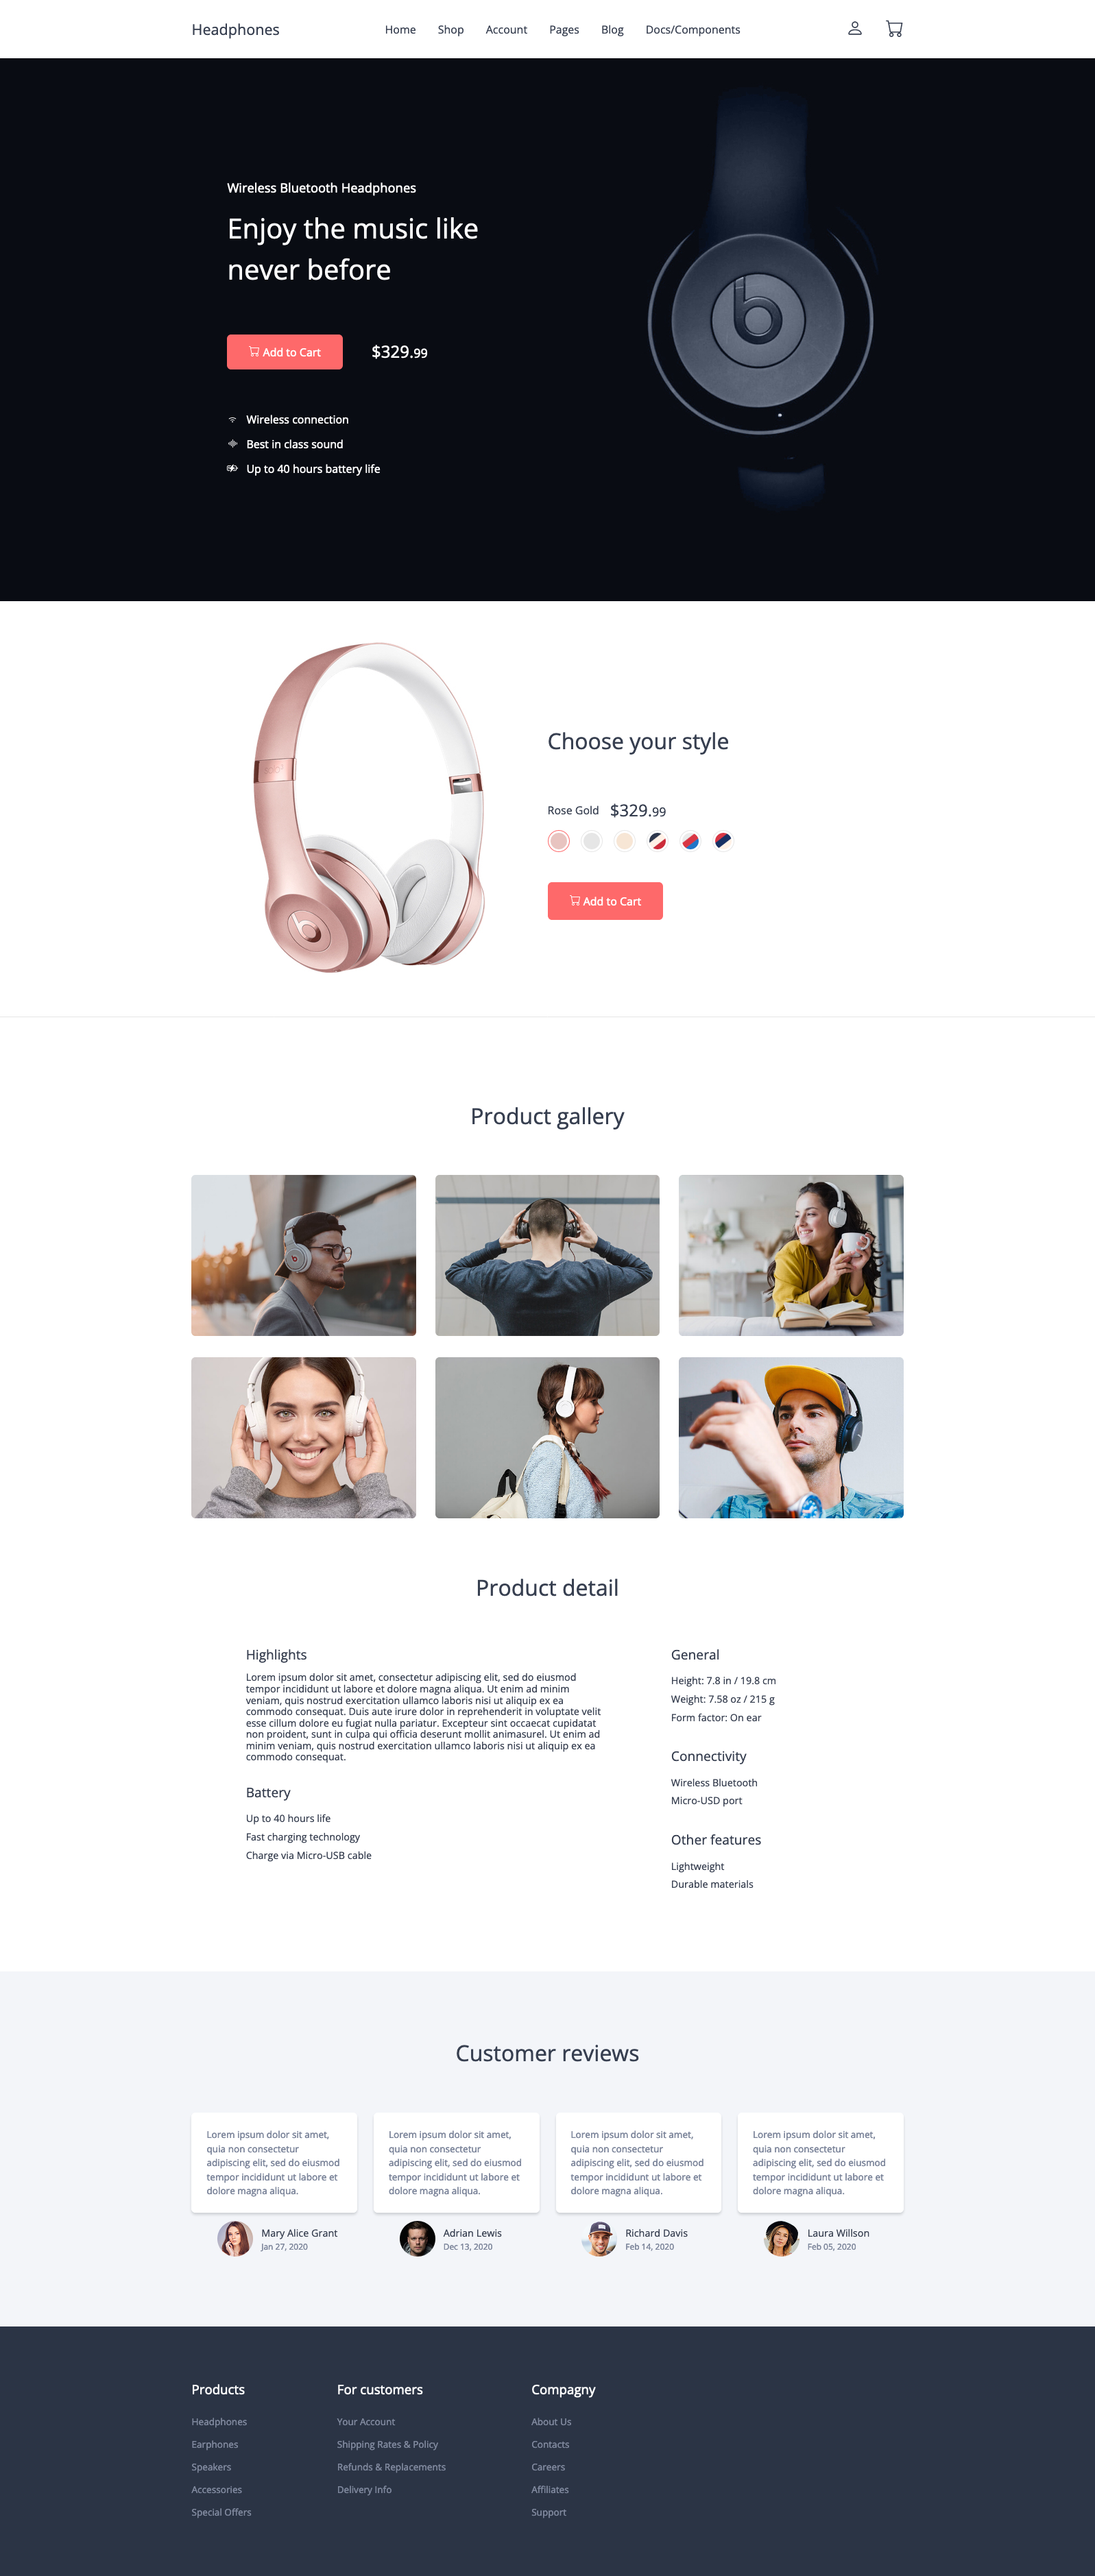 Headphones
Home Shop Account Pages Blog Docs/Components
Wireless Bluetooth Headphones
Enjoy the music like
never before
Add to Cart $329.99
Wireless connection
Best in class sound
Up to 40 hours battery life
Choose your style
Rose Gold $329.99
Add to Cart
Product gallery
Product detail
Highlights
Lorem ipsum dolor sit amet, consectetur adipiscing elit, sed do eiusmod
tempor incididunt ut labore et dolore magna aliqua. Ut enim ad minim
veniam, quis nostrud exercitation ullamco laboris nisi ut aliquip ex ea
commodo consequat. Duis aute irure dolor in reprehenderit in voluptate velit
esse cillum dolore eu fugiat nulla pariatur. Excepteur sint occaecat cupidatat
non proident, sunt in culpa qui officia deserunt mollit animasurel. Ut enim ad
minim veniam, quis nostrud exercitation ullamco laboris nisi ut aliquip ex ea
commodo consequat.
Battery
Up to 40 hours life
Fast charging technology
Charge via Micro-USB cable
General
Height: 7.8 in / 19.8 cm
Weight: 7.58 oz / 215 g
Form factor: On ear
Connectivity
Wireless Bluetooth
Micro-USD port
Other features
Lightweight
Durable materials
Customer reviews
Lorem ipsum dolor sit amet,
quia non consectetur
adipiscing elit, sed do eiusmod
tempor incididunt ut labore et
dolore magna aliqua.
Mary Alice Grant
Jan 27, 2020
Lorem ipsum dolor sit amet,
quia non consectetur
adipiscing elit, sed do eiusmod
tempor incididunt ut labore et
dolore magna aliqua.
Adrian Lewis
Dec 13, 2020
Lorem ipsum dolor sit amet,
quia non consectetur
adipiscing elit, sed do eiusmod
tempor incididunt ut labore et
dolore magna aliqua.
Richard Davis
Feb 14, 2020
Lorem ipsum dolor sit amet,
quia non consectetur
adipiscing elit, sed do eiusmod
tempor incididunt ut labore et
dolore magna aliqua.
Laura Willson
Feb 05, 2020
Products
Headphones
Earphones
Speakers
Accessories
Special Offers
For customers
Your Account
Shipping Rates & Policy
Refunds & Replacements
Delivery Info
Compagny
About Us
Contacts
Careers
Affiliates
Support